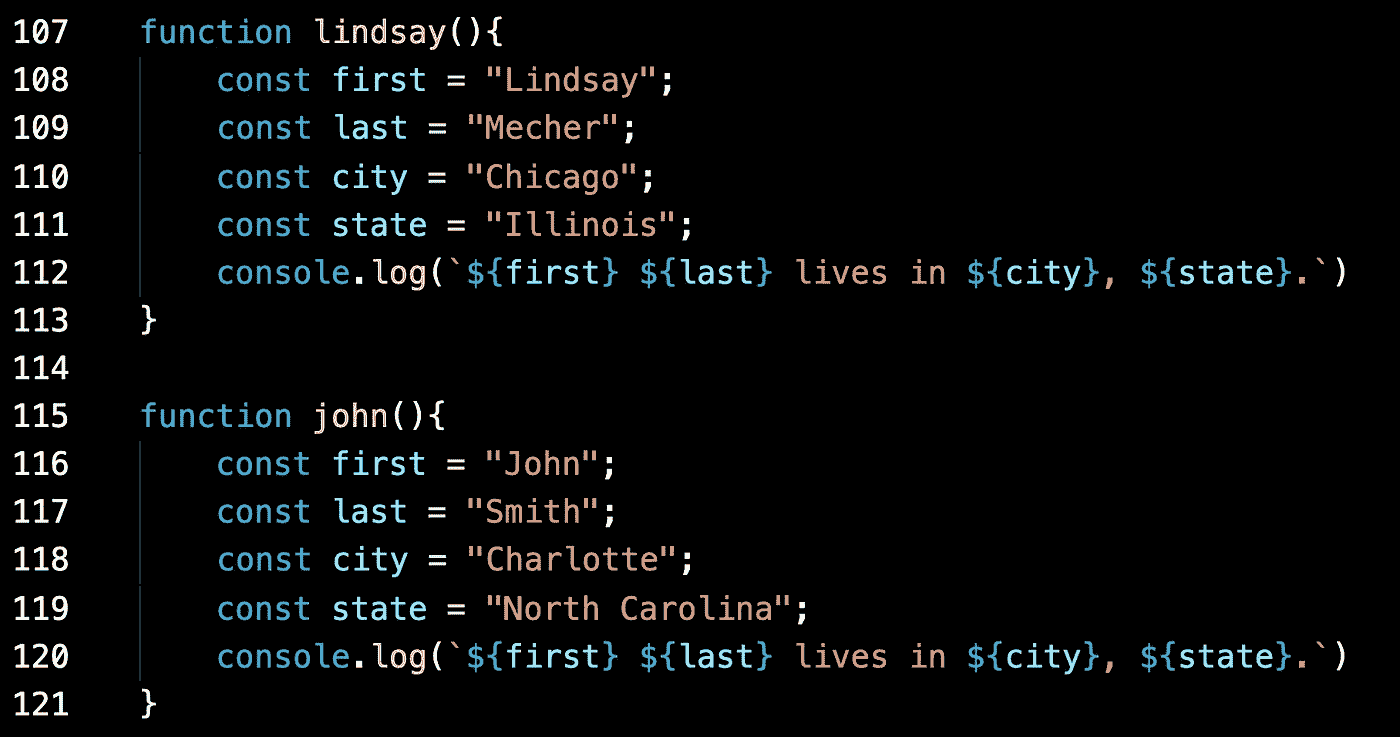 107 function lindsay(){
108     const first = "Lindsay";
109     const last = "Mecher";
110     const city = "Chicago";
111     const state = "Illinois";
112     console.log(`${first} ${last} lives in ${city}, ${state}.`)
113 }
114
115 function john(){
116     const first = "John";
117     const last = "Smith";
118     const city = "Charlotte";
119     const state = "North Carolina";
120     console.log(`${first} ${last} lives in ${city}, ${state}.`)
121 }